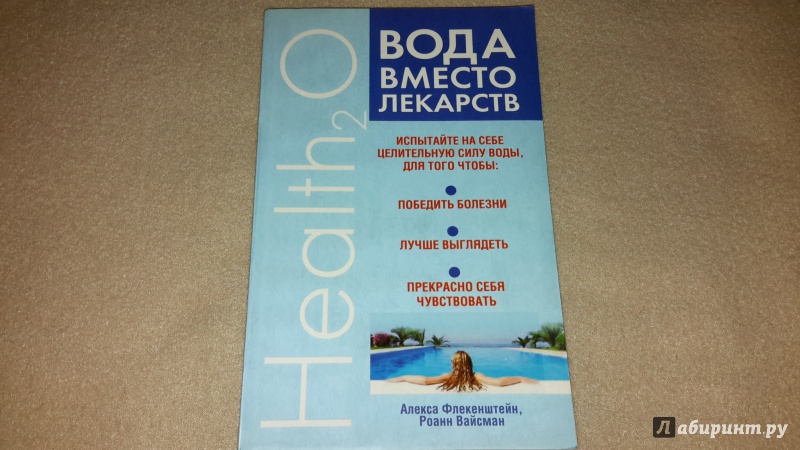 Health2O
ВОДА
ВМЕСТО
ЛЕКАРСТВ
ИСПЫТАЙТЕ НА СЕБЕ
ЦЕЛИТЕЛЬНУЮ СИЛУ ВОДЫ,
ДЛЯ ТОГО ЧТОБЫ:
ПОБЕДИТЬ БОЛЕЗНИ
ЛУЧШЕ ВЫГЛЯДЕТЬ
ПРЕКРАСНО СЕБЯ
ЧУВСТВОВАТЬ
Алекса Флекенштейн,
Роанн Вайсман
Лабиринт.ру